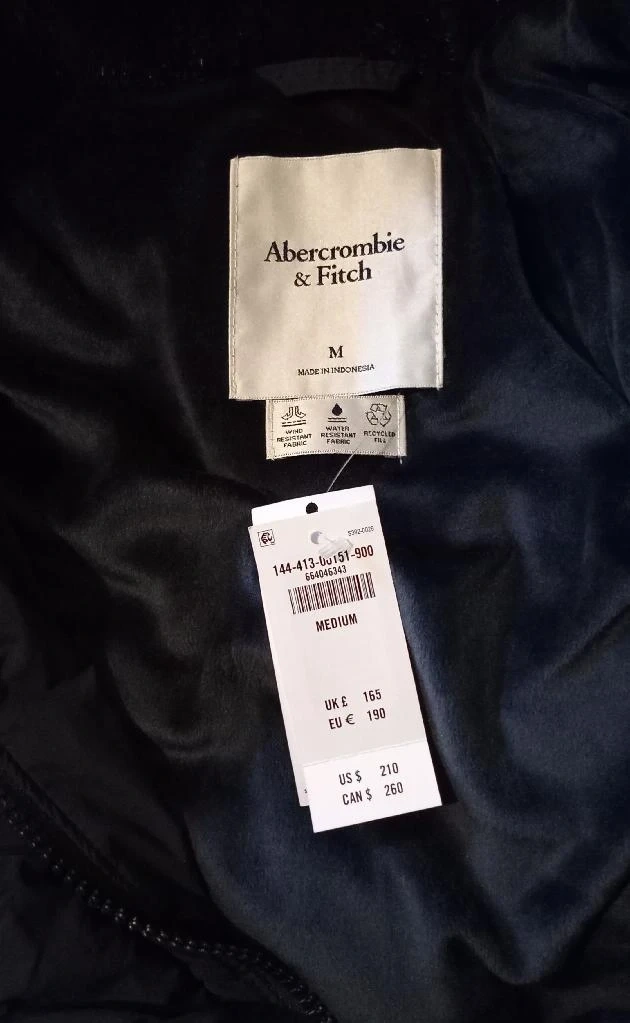 Abercrombie
& Fitch
M
MADE IN INDONESIA
WIND RESISTANT FABRIC
WATER RESISTANT FABRIC
RECYCLED FILL
144-413-00151-900
664046343
MEDIUM
UK £ 165
EU € 190
US $ 210
CAN $ 260